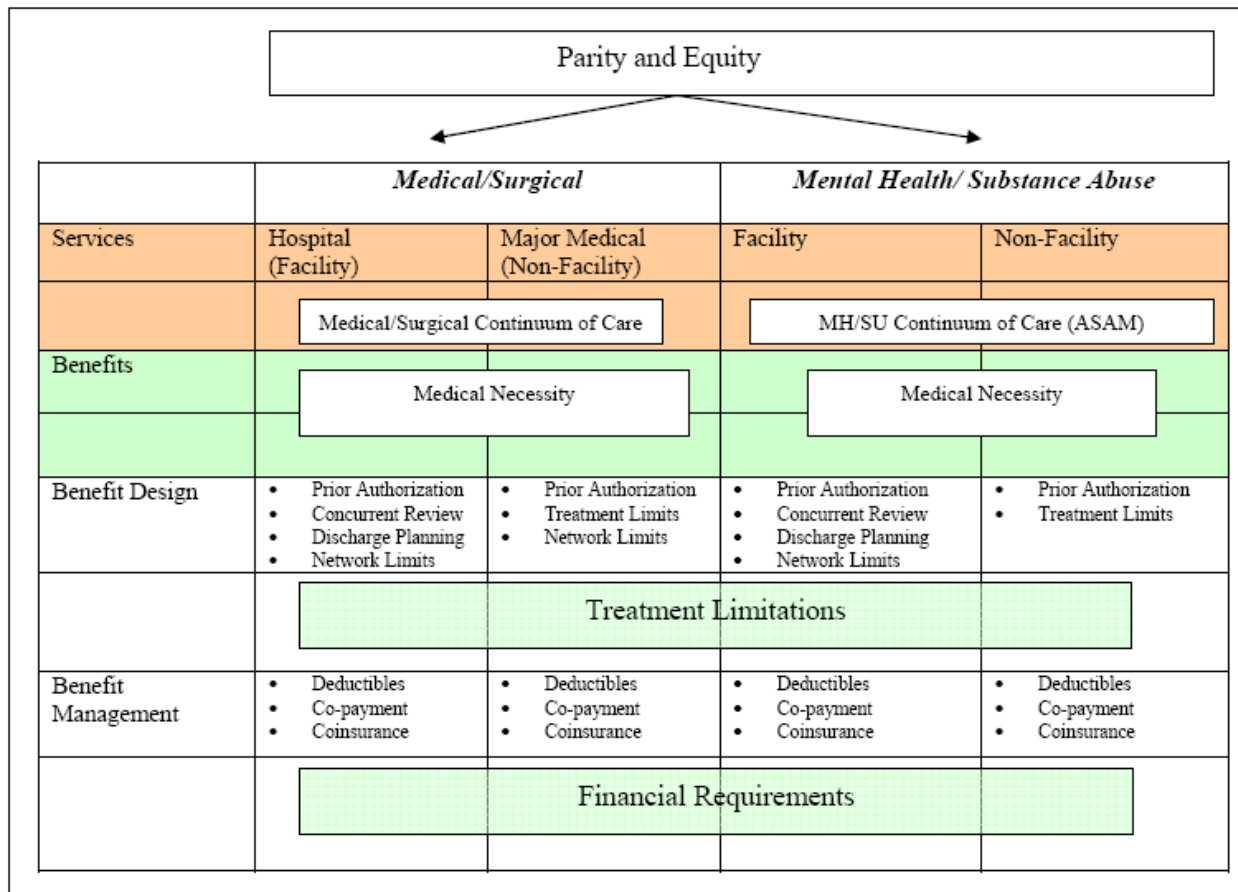 Parity and Equity
Medical/Surgical
Mental Health/ Substance Abuse
Services
Hospital
(Facility)
Major Medical
(Non-Facility)
Facility
Non-Facility
Medical/Surgical Continuum of Care
MH/SU Continuum of Care (ASAM)
Benefits
Medical Necessity
Medical Necessity
Benefit Design
• Prior Authorization
• Concurrent Review
• Discharge Planning
• Network Limits
• Prior Authorization
• Treatment Limits
• Network Limits
• Prior Authorization
• Concurrent Review
• Discharge Planning
• Network Limits
• Prior Authorization
• Treatment Limits
Treatment Limitations
Benefit
Management
• Deductibles
• Co-payment
• Coinsurance
• Deductibles
• Co-payment
• Coinsurance
• Deductibles
• Co-payment
• Coinsurance
• Deductibles
• Co-payment
• Coinsurance
Financial Requirements